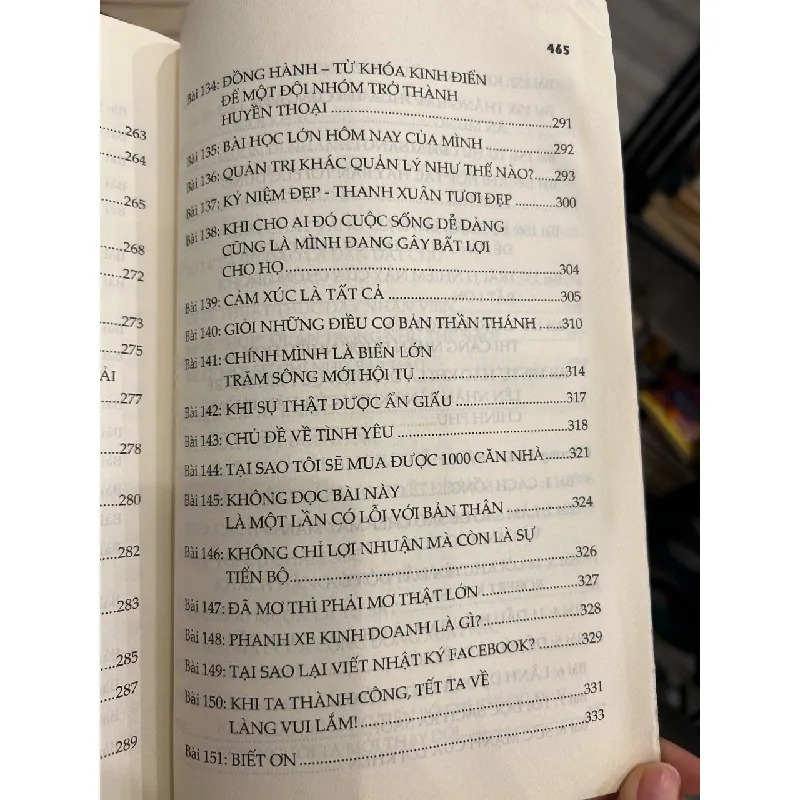 263
264
265
268
272
273
275
ẢI
277
278
280
282
283
285
287
289
465
Bài 134: ĐỒNG HÀNH – TỪ KHÓA KINH ĐIỂN
ĐỂ MỘT ĐỘI NHÓM TRỞ THÀNH
HUYỀN THOẠI ........ 291
Bài 135: BÀI HỌC LỚN HÔM NAY CỦA MÌNH ........ 292
Bài 136: QUẢN TRỊ KHÁC QUẢN LÝ NHƯ THẾ NÀO? ... 293
Bài 137: KỶ NIỆM ĐẸP - THANH XUÂN TƯƠI ĐẸP ........ 300
Bài 138: KHI CHO AI ĐÓ CUỘC SỐNG DỄ DÀNG
CŨNG LÀ MÌNH ĐANG GÂY BẤT LỢI
CHO HỌ ........ 304
Bài 139: CẢM XÚC LÀ TẤT CẢ ........ 305
Bài 140: GIỎI NHỮNG ĐIỀU CƠ BẢN THẦN THÁNH ...... 310
Bài 141: CHÍNH MÌNH LÀ BIỂN LỚN
TRĂM SÔNG MỚI HỘI TỤ ........ 314
Bài 142: KHI SỰ THẬT ĐƯỢC ẨN GIẤU ........ 317
Bài 143: CHỦ ĐỀ VỀ TÌNH YÊU ........ 318
Bài 144: TẠI SAO TÔI SẼ MUA ĐƯỢC 1000 CĂN NHÀ ..... 321
Bài 145: KHÔNG ĐỌC BÀI NÀY
LÀ MỘT LẦN CÓ LỖI VỚI BẢN THÂN ........ 324
Bài 146: KHÔNG CHỈ LỢI NHUẬN MÀ CÒN LÀ SỰ
TIẾN BỘ ........ 326
Bài 147: ĐÃ MƠ THÌ PHẢI MƠ THẬT LỚN ........ 327
Bài 148: PHANH XE KINH DOANH LÀ GÌ? ........ 328
Bài 149: TẠI SAO LẠI VIẾT NHẬT KÝ FACEBOOK? ........ 329
Bài 150: KHI TA THÀNH CÔNG, TẾT TA VỀ
LÀNG VUI LẮM! ........ 331
Bài 151: BIẾT ƠN ........ 333